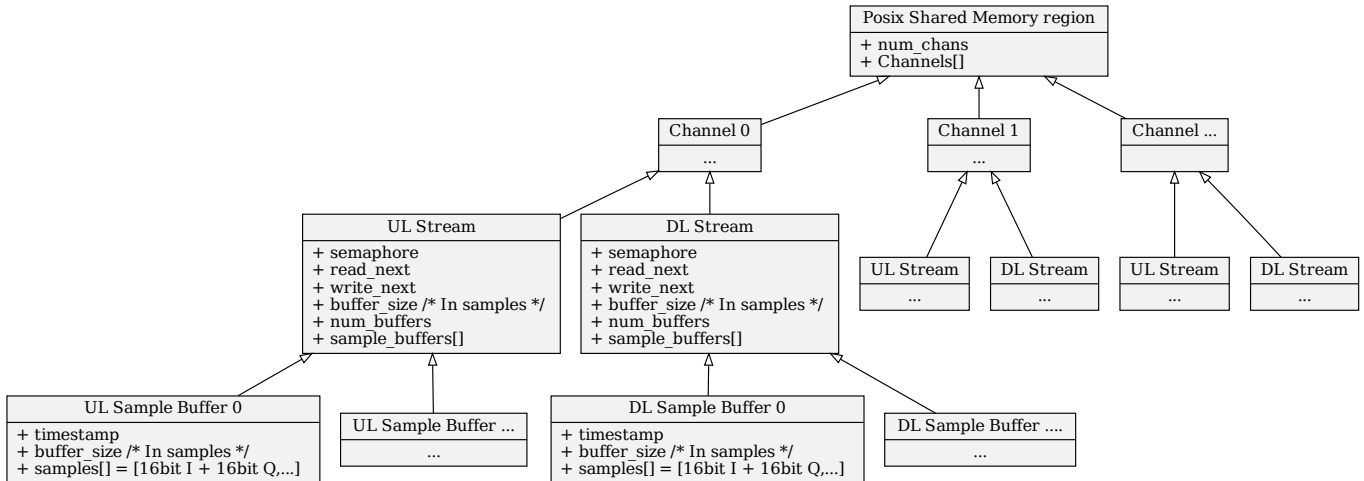 Posix Shared Memory region
+ num_chans
+ Channels[]
Channel 0
...
Channel 1
...
Channel ...
UL Stream
+ semaphore
+ read_next
+ write_next
+ buffer_size /* In samples */
+ num_buffers
+ sample_buffers[]
DL Stream
+ semaphore
+ read_next
+ write_next
+ buffer_size /* In samples */
+ num_buffers
+ sample_buffers[]
UL Stream
...
DL Stream
...
UL Stream
...
DL Stream
...
UL Sample Buffer 0
+ timestamp
+ buffer_size /* In samples */
+ samples[] = [16bit I + 16bit Q,...]
UL Sample Buffer ...
...
DL Sample Buffer 0
+ timestamp
+ buffer_size /* In samples */
+ samples[] = [16bit I + 16bit Q,...]
DL Sample Buffer ....
...